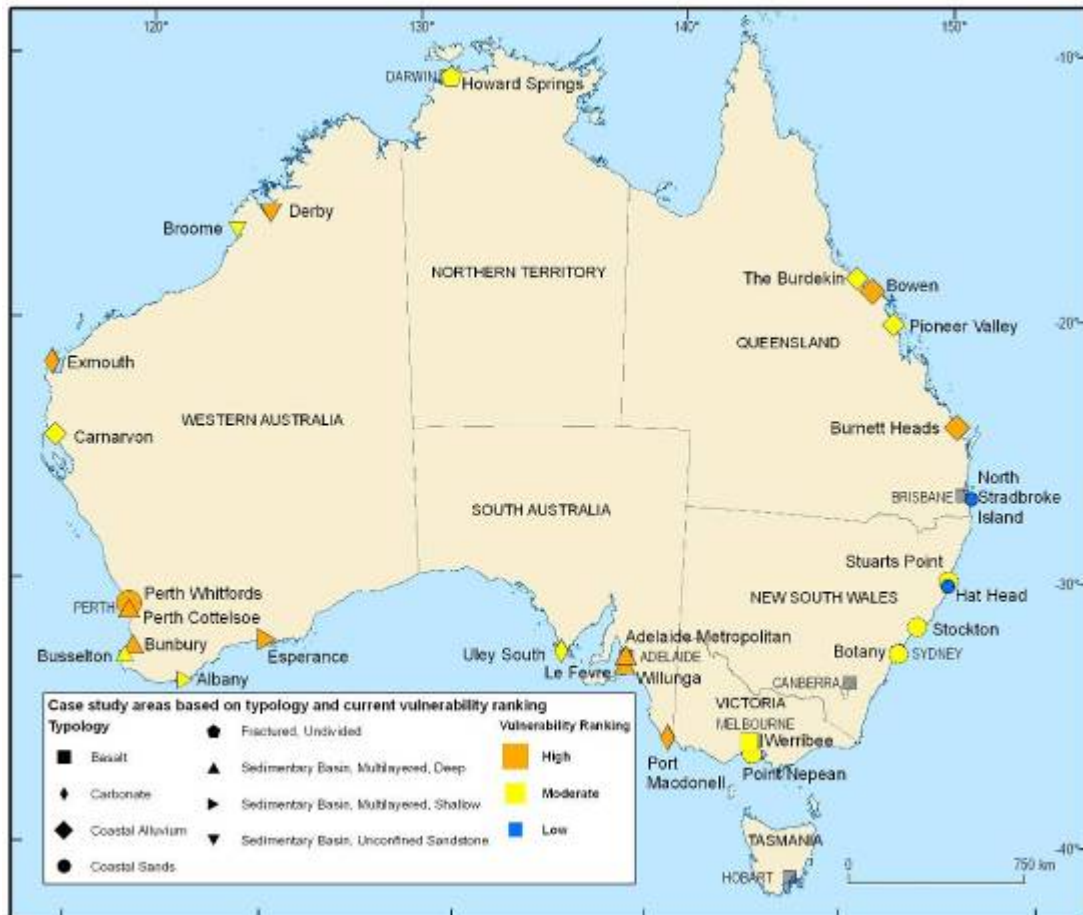 120°
130°
140°
150°
-10°
DARWIN
Howard Springs
Derby
Broome
NORTHERN TERRITORY
The Burdekin
Bowen
-20°
Pioneer Valley
QUEENSLAND
Exmouth
WESTERN AUSTRALIA
Carnarvon
Burnett Heads
North
Stradbroke
Island
BRISBANE
SOUTH AUSTRALIA
Stuarts Point
-30°
Hat Head
NEW SOUTH WALES
Perth Whitfords
PERTH
Perth Cottelsoe
Bunbury
Busselton
Esperance
Albany
Uley South
Adelaide Metropolitan
ADELAIDE
Le Fevre
Willunga
Stockton
Botany
SYDNEY
CANBERRA
VICTORIA
MELBOURNE
Werribee
Point Nepean
Port
Macdonell
TASMANIA
-40°
HOBART
0
750 km
Case study areas based on typology and current vulnerability ranking
Typology
Basalt
Carbonate
Coastal Alluvium
Coastal Sands
Fractured, Undivided
Sedimentary Basin, Multilayered, Deep
Sedimentary Basin, Multilayered, Shallow
Sedimentary Basin, Unconfined Sandstone
Vulnerability Ranking
High
Moderate
Low